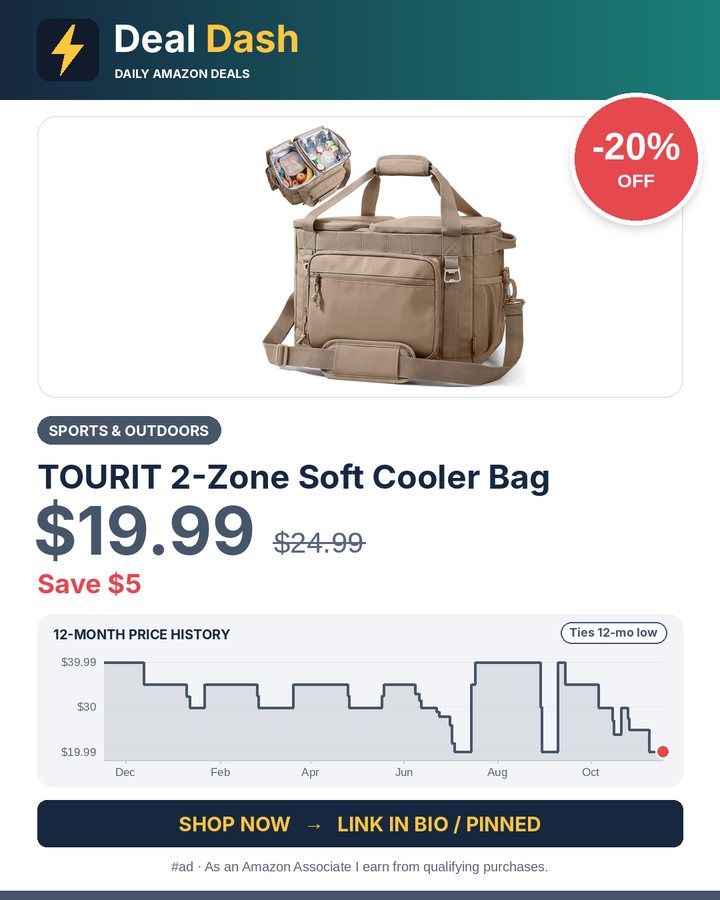 Deal Dash
DAILY AMAZON DEALS
-20%
OFF
SPORTS & OUTDOORS
TOURIT 2-Zone Soft Cooler Bag
$19.99 $24.99
Save $5
12-MONTH PRICE HISTORY
Ties 12-mo low
$39.99
$30
$19.99
Dec Feb Apr Jun Aug Oct
SHOP NOW → LINK IN BIO / PINNED
#ad · As an Amazon Associate I earn from qualifying purchases.